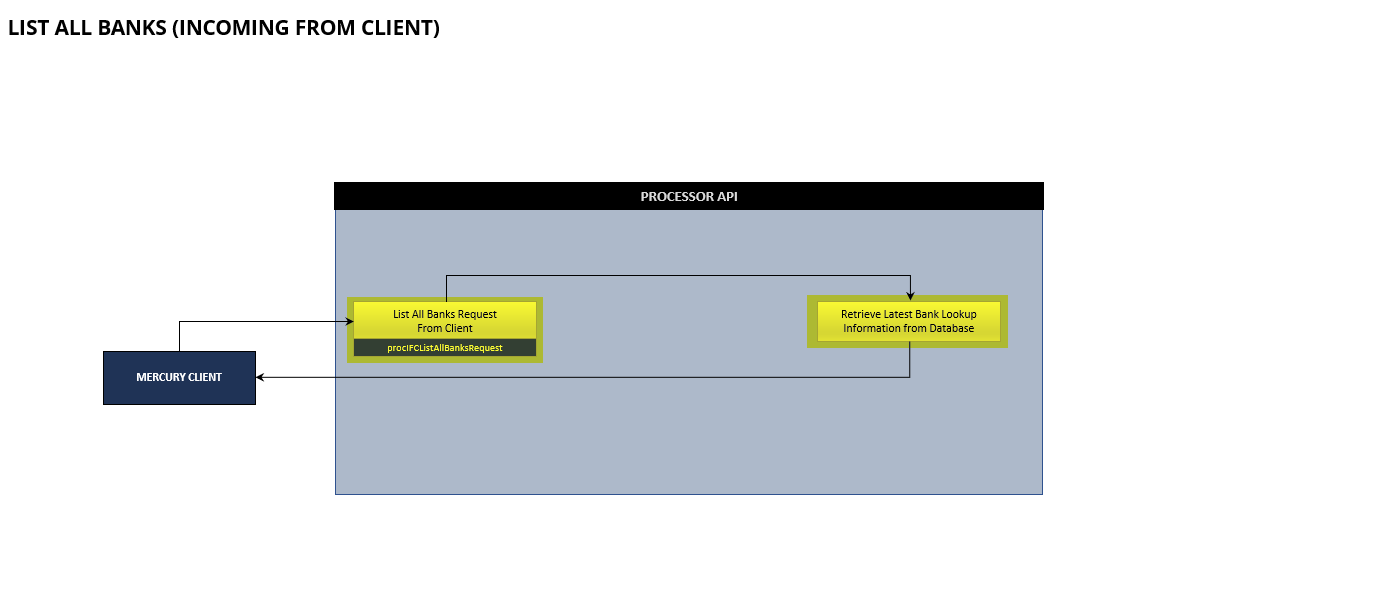 LIST ALL BANKS (INCOMING FROM CLIENT)
PROCESSOR API
List All Banks Request
From Client
procIFCListAllBanksRequest
Retrieve Latest Bank Lookup
Information from Database
MERCURY CLIENT